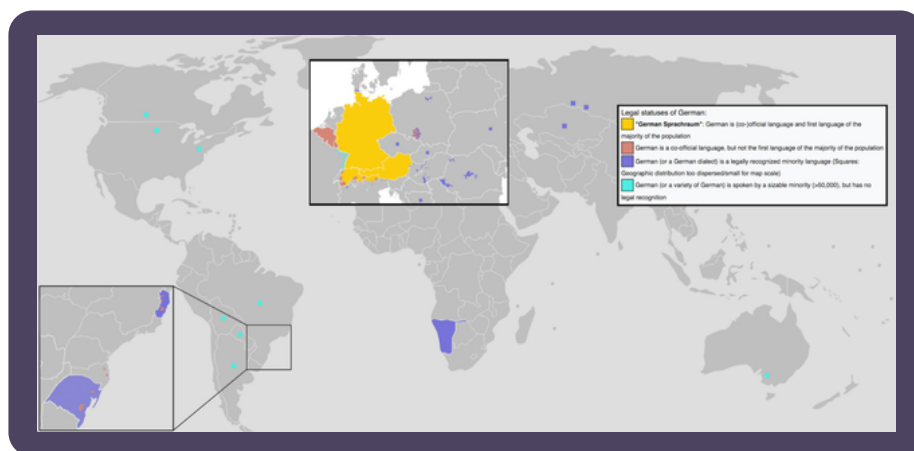 Legal statuses of German:
"German Sprachraum": German is (co-)official language and first language of the
majority of the population
German is a co-official language, but not the first language of the majority of the population
German (or a German dialect) is a legally recognized minority language (Squares:
Geographic distribution too dispersed/small for map scale)
German (or a variety of German) is spoken by a sizable minority (>50,000), but has no
legal recognition